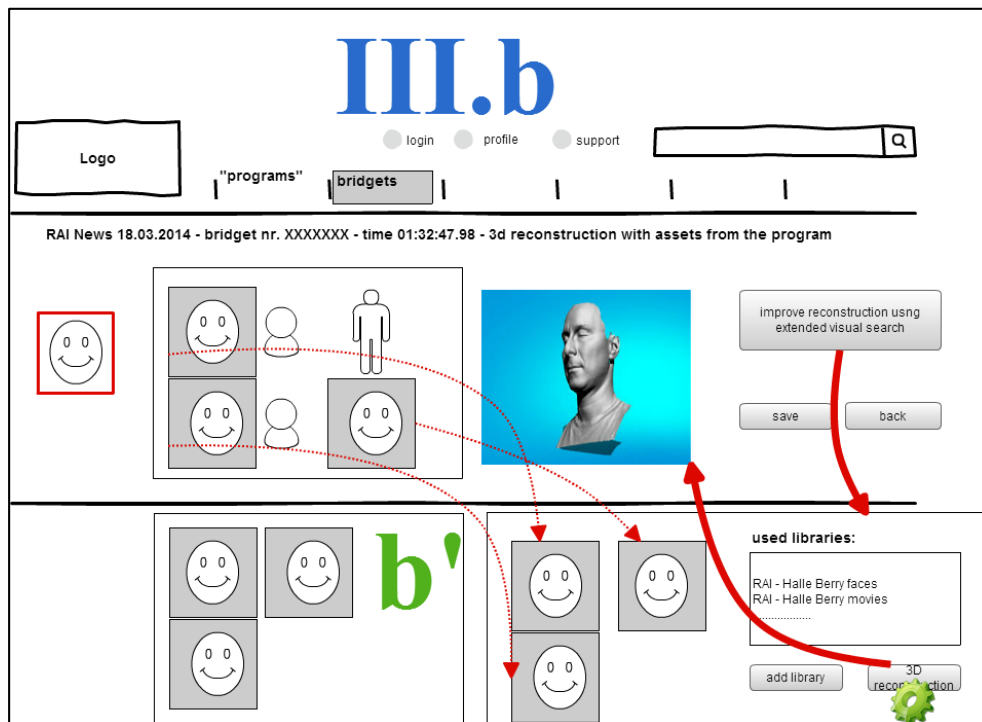 III.b
login profile support
Logo
"programs" bridgets
RAI News 18.03.2014 - bridget nr. XXXXXXX - time 01:32:47.98 - 3d reconstruction with assets from the program
improve reconstruction usng
extended visual search
save back
b'
used libraries:
RAI - Halle Berry faces
RAI - Halle Berry movies
..................
add library
3D
reconstruction